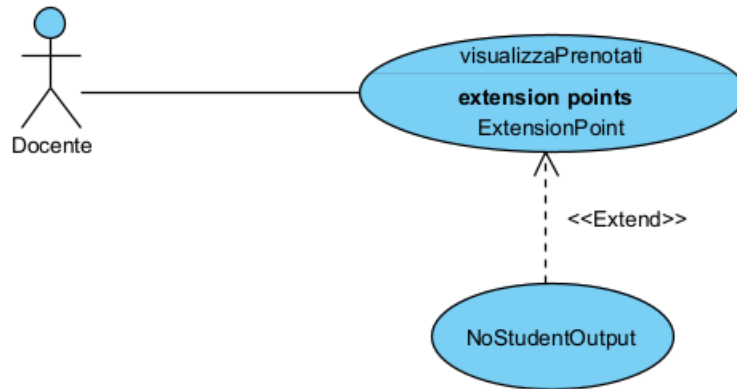 visualizzaPrenotati
extension points
ExtensionPoint
Docente
<<Extend>>
NoStudentOutput